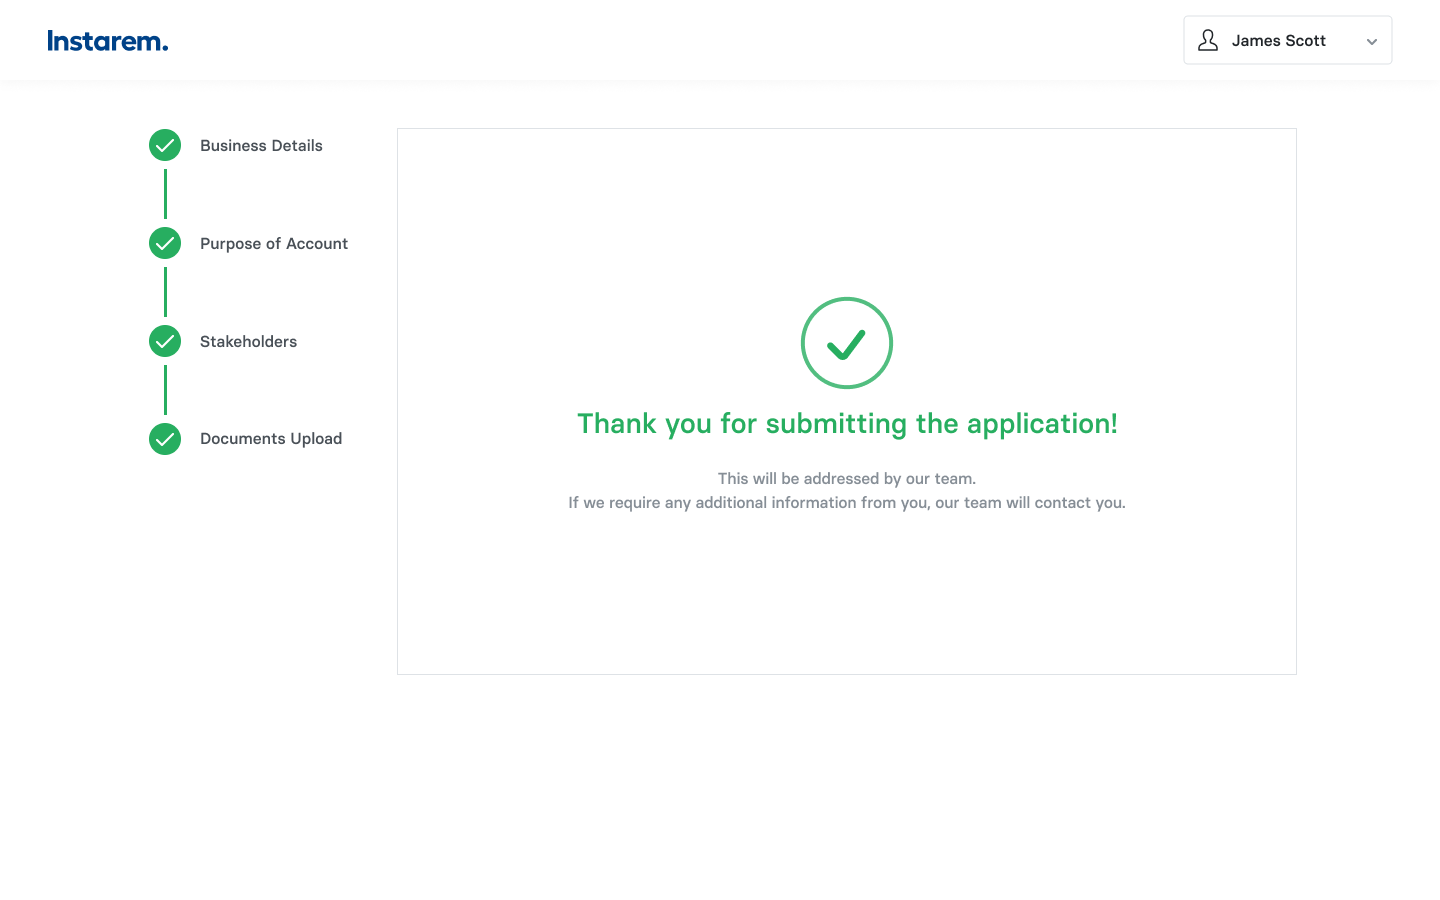 Instarem.
James Scott
Business Details
Purpose of Account
Stakeholders
Documents Upload
Thank you for submitting the application!
This will be addressed by our team.
If we require any additional information from you, our team will contact you.